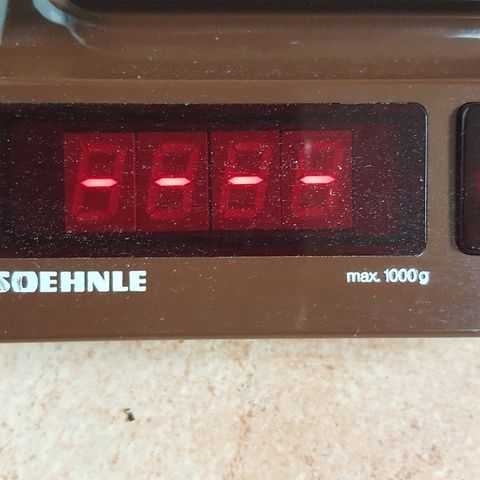 - - - -
SOEHNLE
max. 1000g